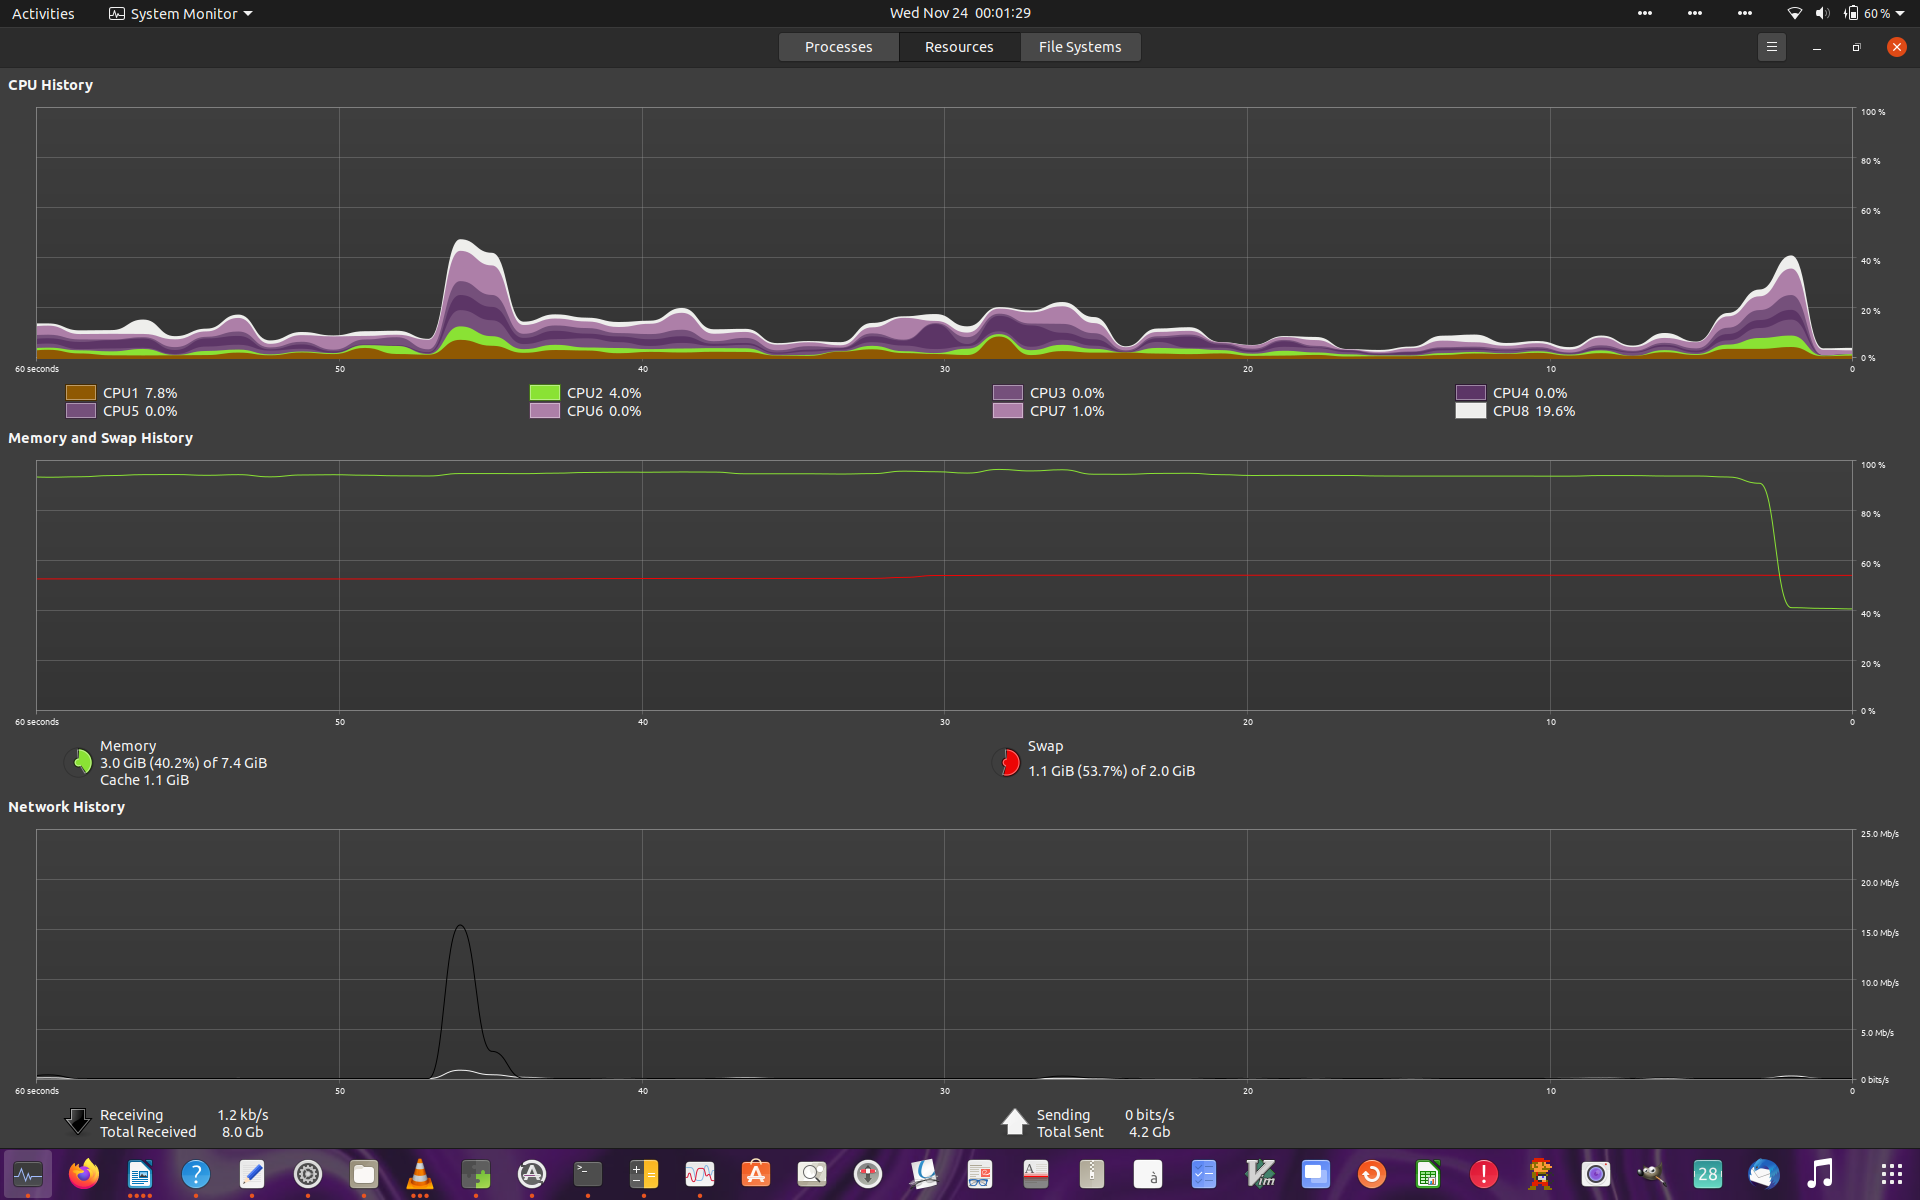 Activities System Monitor Wed Nov 24 00:01:29 60 %
Processes Resources File Systems
CPU History
100 %
80 %
60 %
40 %
20 %
0 %
60 seconds 50 40 30 20 10 0
CPU1 7.8% CPU2 4.0% CPU3 0.0% CPU4 0.0%
CPU5 0.0% CPU6 0.0% CPU7 1.0% CPU8 19.6%
Memory and Swap History
100 %
80 %
60 %
40 %
20 %
0 %
60 seconds 50 40 30 20 10 0
Memory
3.0 GiB (40.2%) of 7.4 GiB
Cache 1.1 GiB
Swap
1.1 GiB (53.7%) of 2.0 GiB
Network History
25.0 Mb/s
20.0 Mb/s
15.0 Mb/s
10.0 Mb/s
5.0 Mb/s
0 bits/s
60 seconds 50 40 30 20 10 0
Receiving 1.2 kb/s
Total Received 8.0 Gb
Sending 0 bits/s
Total Sent 4.2 Gb
? >_ A à Vim ! 28